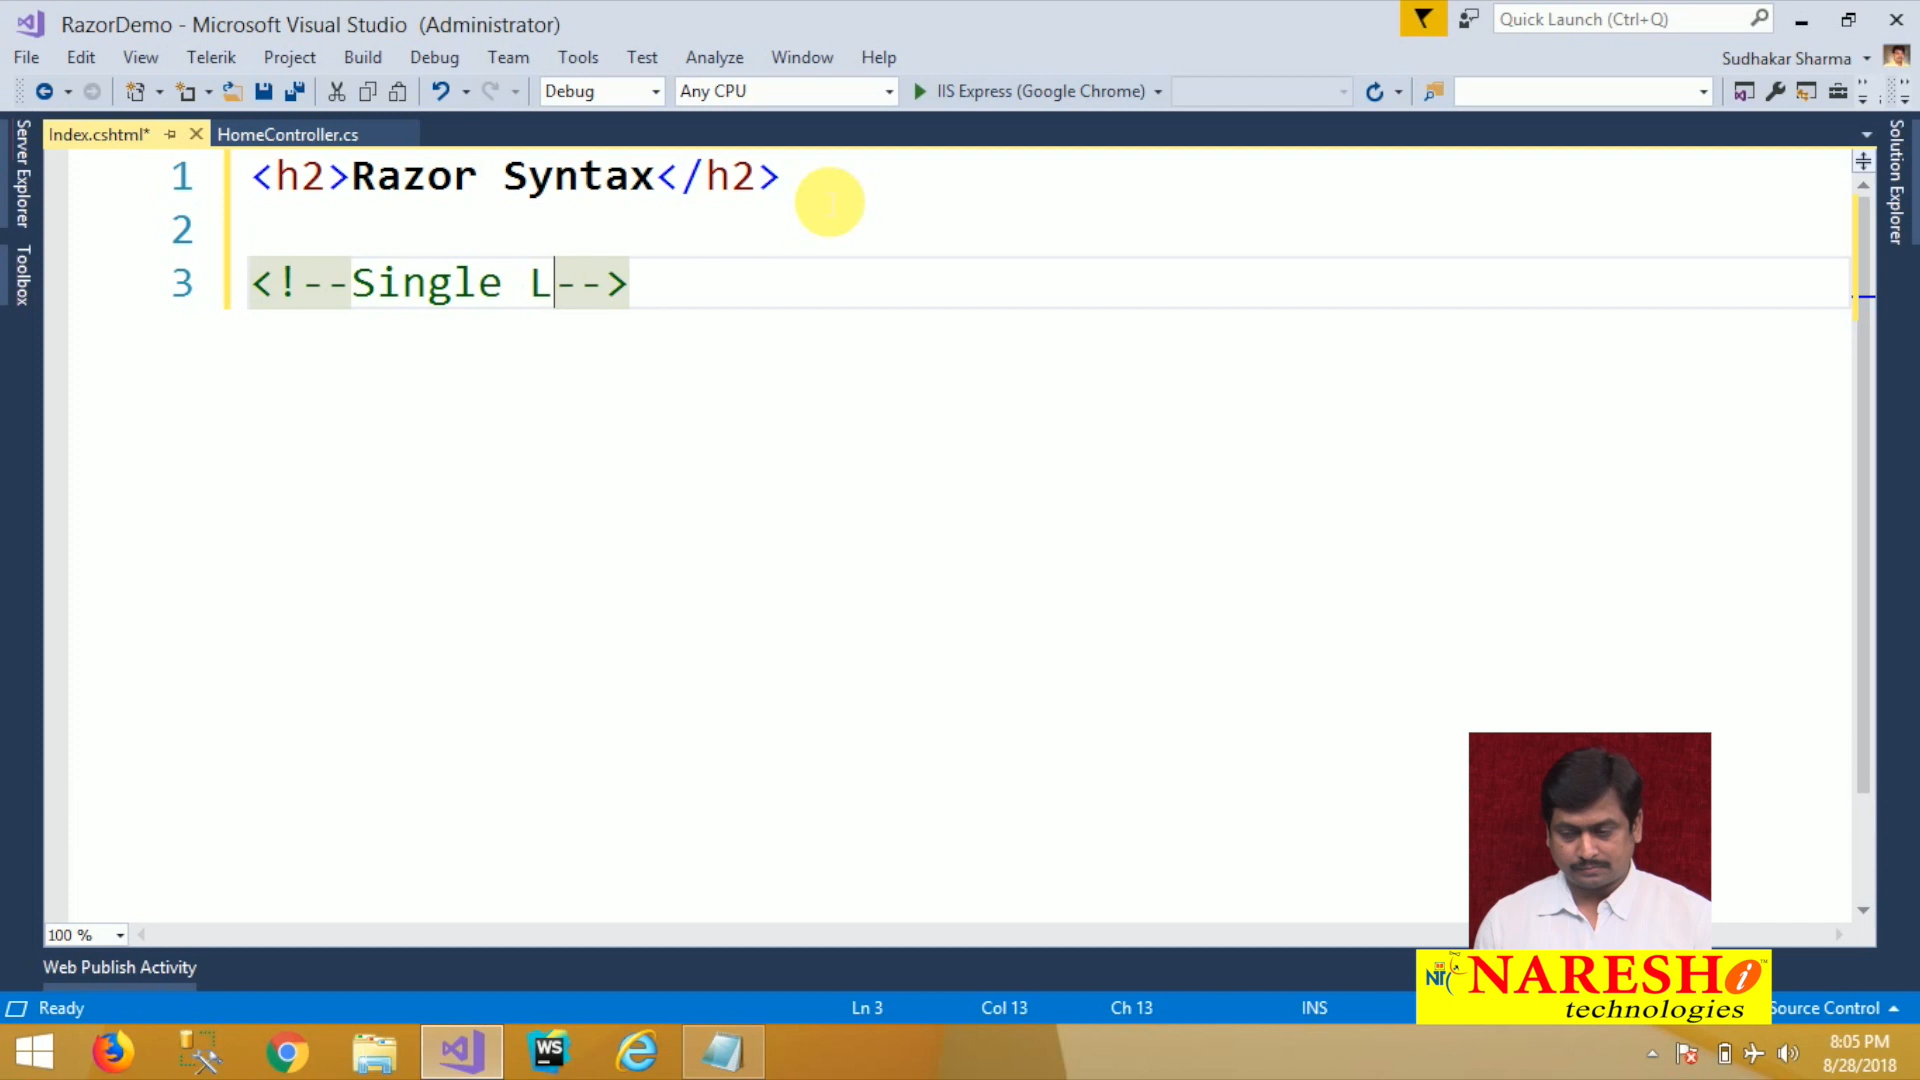 RazorDemo - Microsoft Visual Studio (Administrator)
Quick Launch (Ctrl+Q)
File Edit View Telerik Project Build Debug Team Tools Test Analyze Window Help
Sudhakar Sharma
Debug Any CPU IIS Express (Google Chrome)
Index.cshtml* HomeController.cs
Server Explorer
Toolbox
Solution Explorer
1 <h2>Razor Syntax</h2>
2
3 <!--Single L-->
100 %
Web Publish Activity
Ready Ln 3 Col 13 Ch 13 INS Source Control
NARESH i
technologies
WS
8:05 PM
8/28/2018